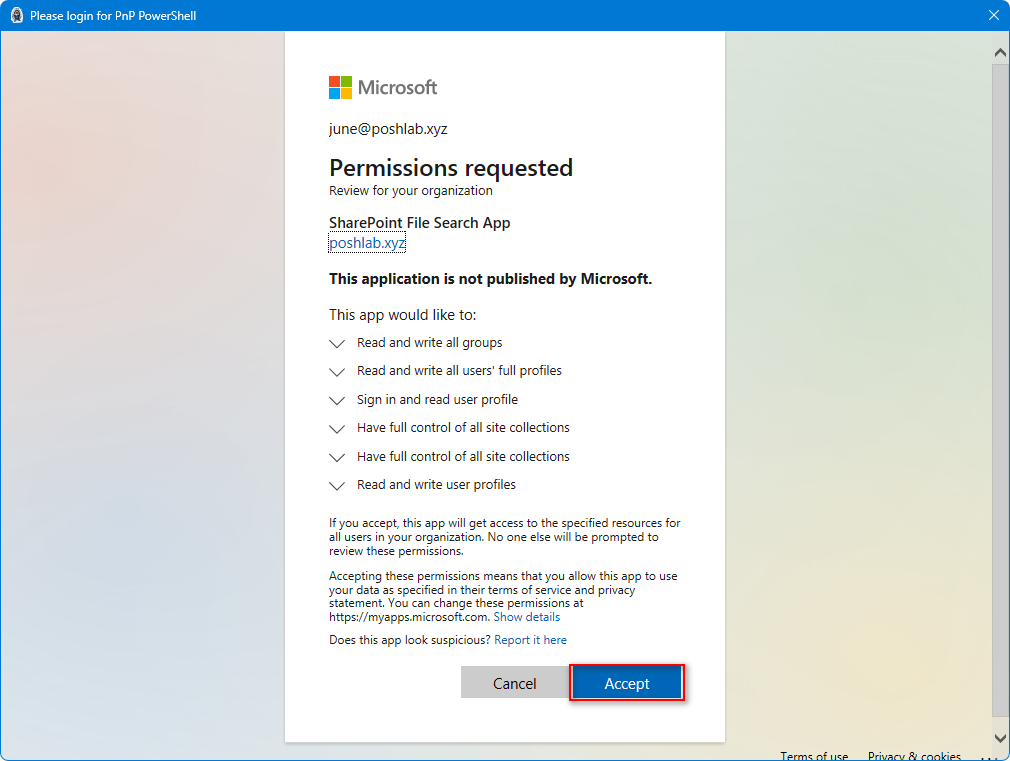 Please login for PnP PowerShell
Microsoft
june@poshlab.xyz
Permissions requested
Review for your organization
SharePoint File Search App
poshlab.xyz
This application is not published by Microsoft.
This app would like to:
Read and write all groups
Read and write all users' full profiles
Sign in and read user profile
Have full control of all site collections
Have full control of all site collections
Read and write user profiles
If you accept, this app will get access to the specified resources for
all users in your organization. No one else will be prompted to
review these permissions.
Accepting these permissions means that you allow this app to use
your data as specified in their terms of service and privacy
statement. You can change these permissions at
https://myapps.microsoft.com. Show details
Does this app look suspicious? Report it here
Cancel Accept
Terms of use Privacy & cookies ...